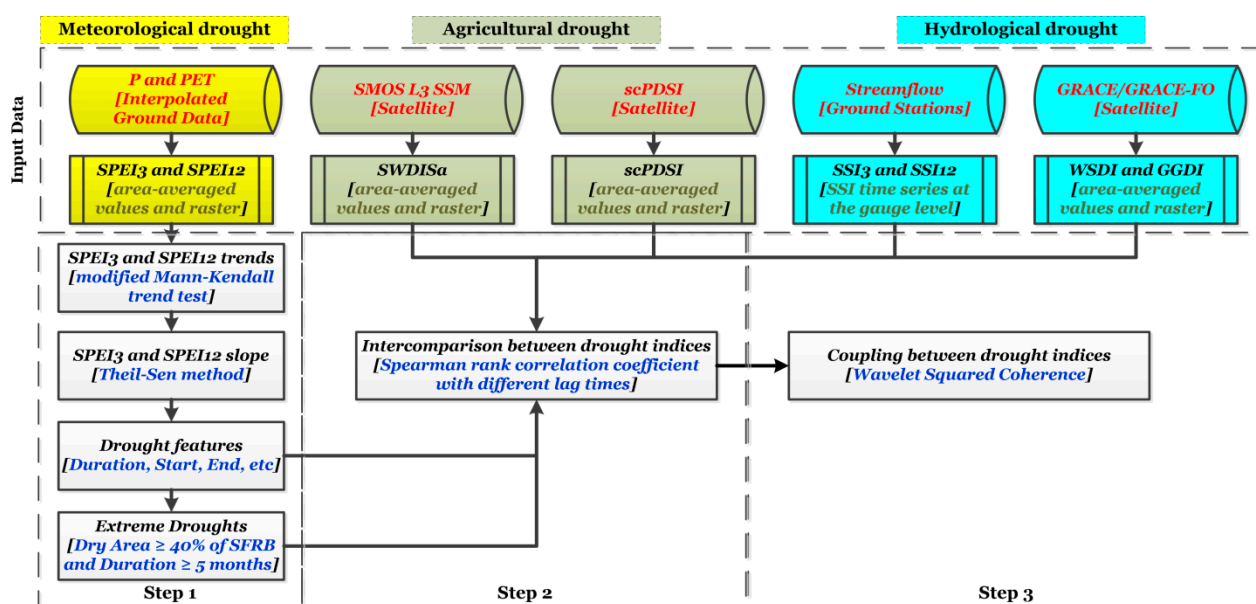 Meteorological drought
Agricultural drought
Hydrological drought
Input Data
P and PET
[Interpolated
Ground Data]
SMOS L3 SSM
[Satellite]
scPDSI
[Satellite]
Streamflow
[Ground Stations]
GRACE/GRACE-FO
[Satellite]
SPEI3 and SPEI12
[area-averaged
values and raster]
SWDISa
[area-averaged
values and raster]
scPDSI
[area-averaged
values and raster]
SSI3 and SSI12
[SSI time series at
the gauge level]
WSDI and GGDI
[area-averaged
values and raster]
SPEI3 and SPEI12 trends
[modified Mann-Kendall
trend test]
SPEI3 and SPEI12 slope
[Theil-Sen method]
Drought features
[Duration, Start, End, etc]
Extreme Droughts
[Dry Area ≥ 40% of SFRB
and Duration ≥ 5 months]
Step 1
Intercomparison between drought indices
[Spearman rank correlation coefficient
with different lag times]
Step 2
Coupling between drought indices
[Wavelet Squared Coherence]
Step 3